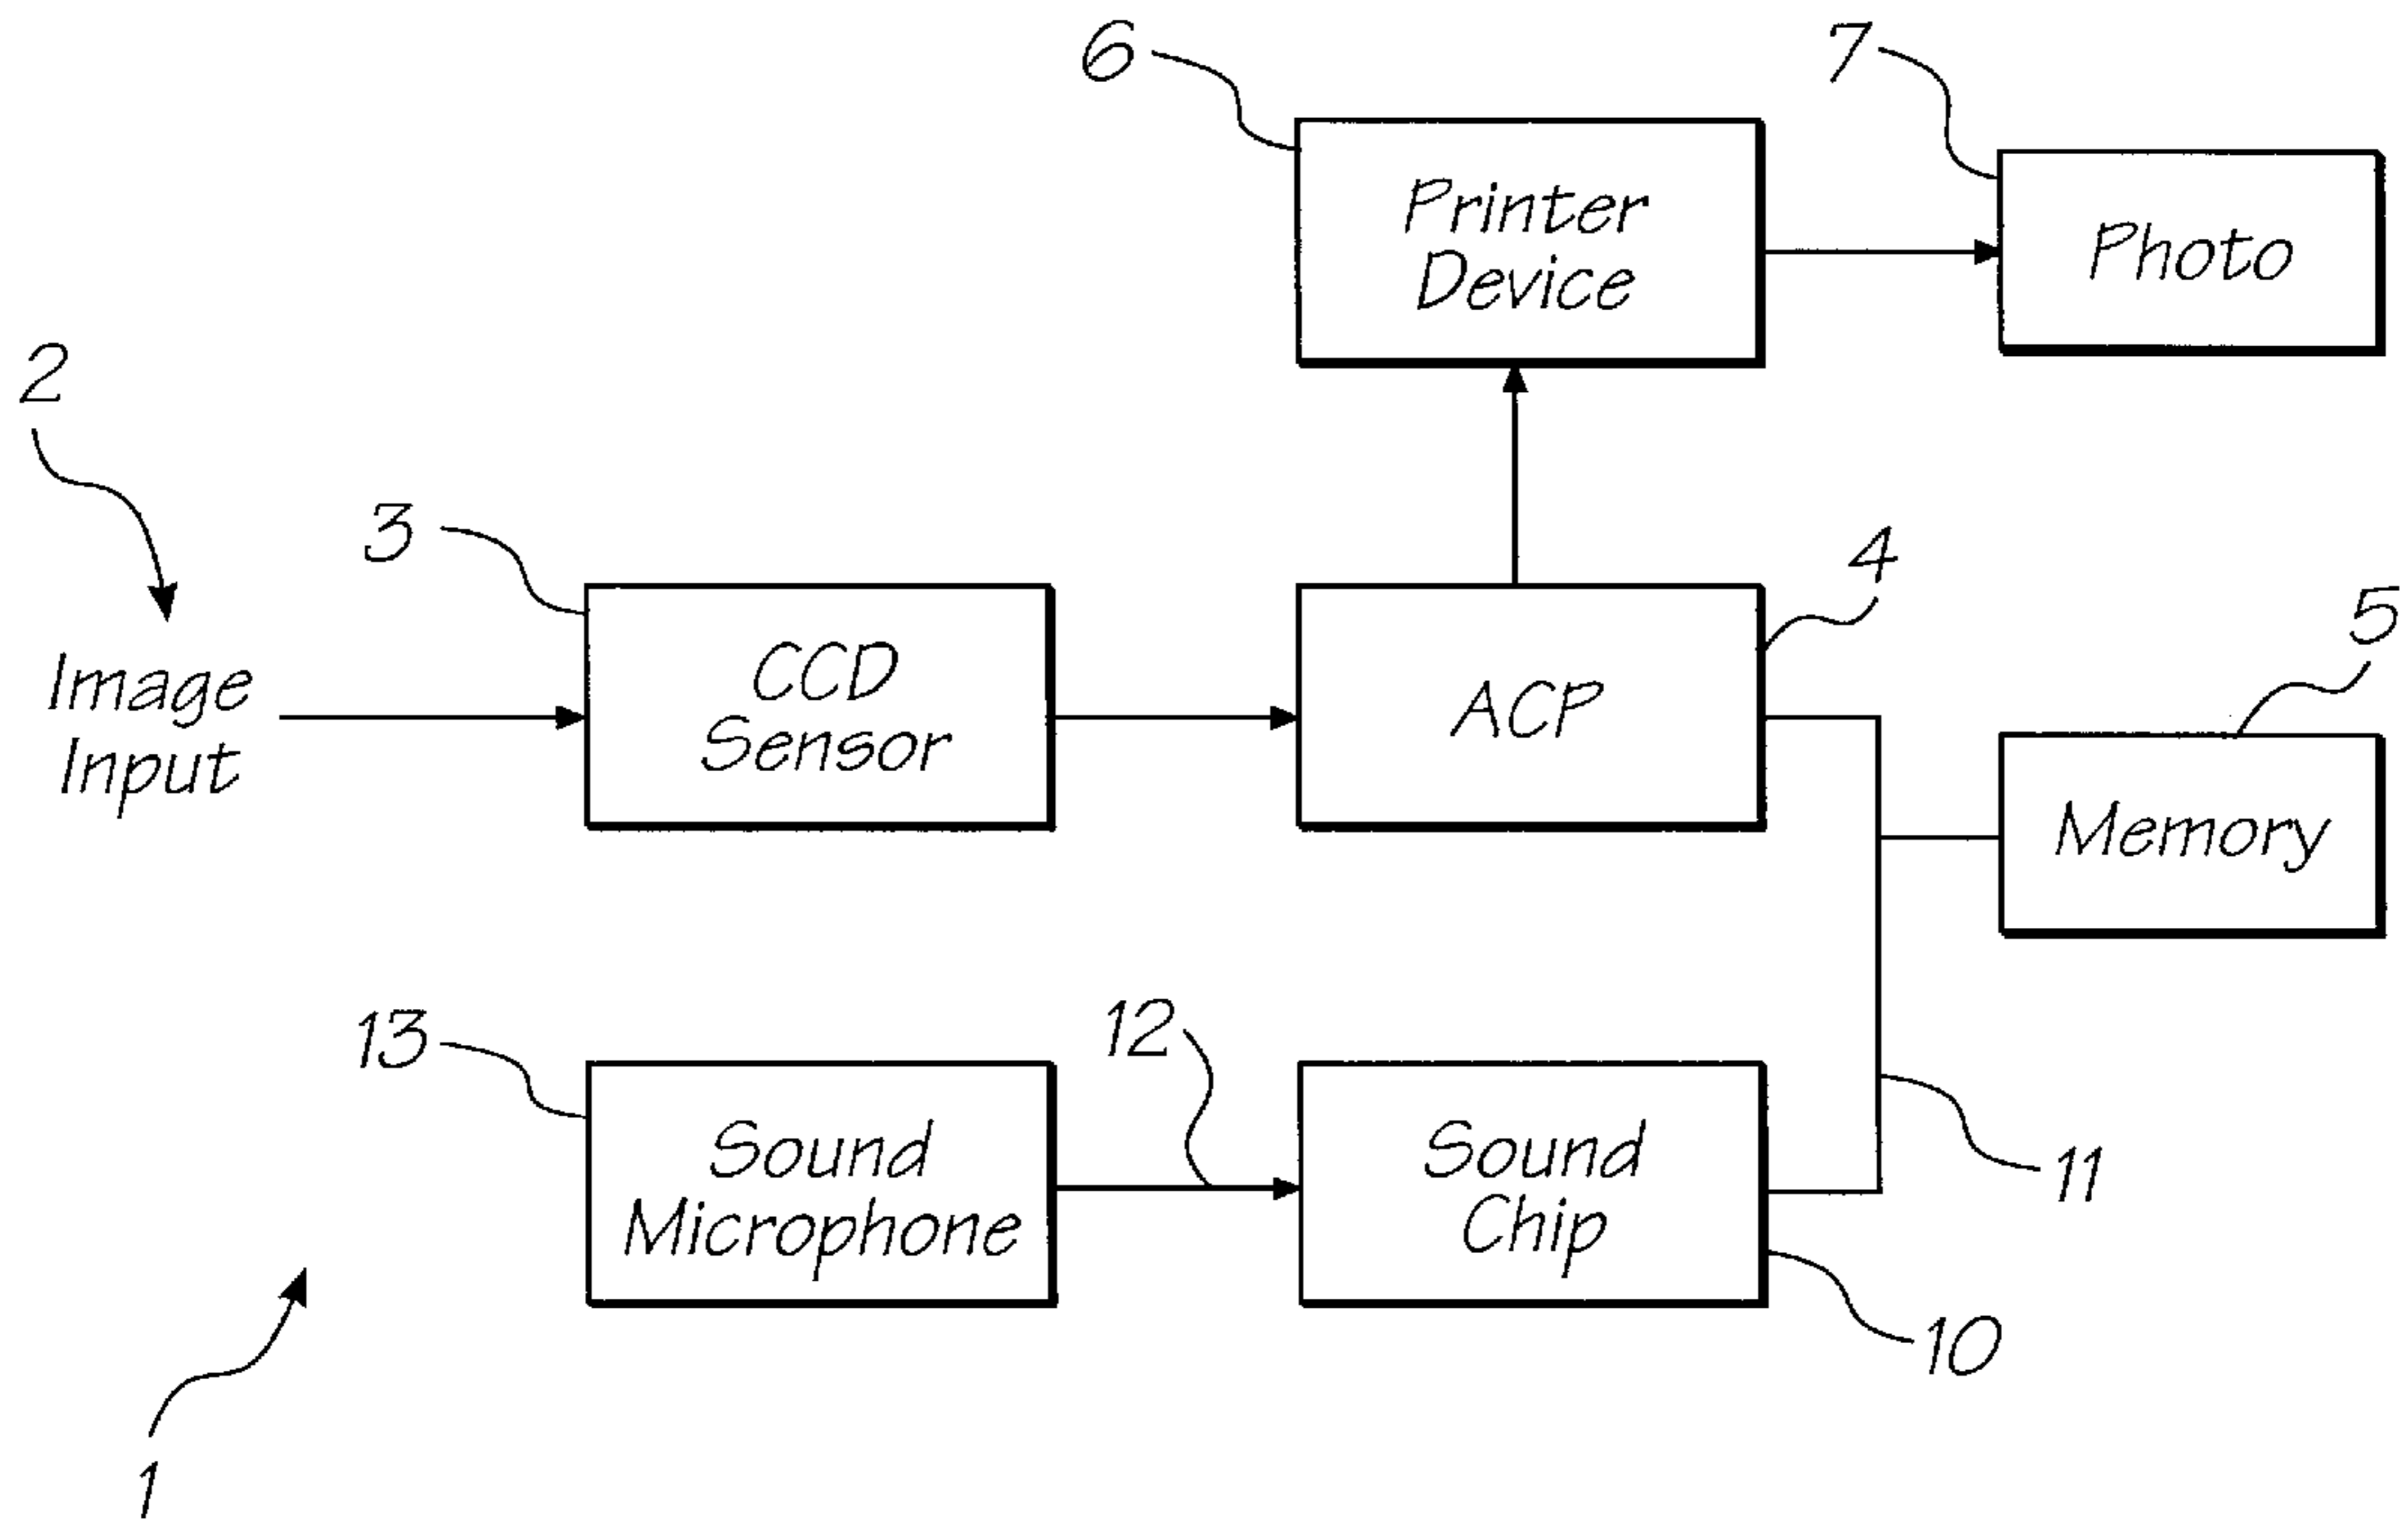 6
7
Printer
Device
Photo
2
3
4
5
Image
Input
CCD
Sensor
ACP
Memory
13
12
11
Sound
Microphone
Sound
Chip
10
1